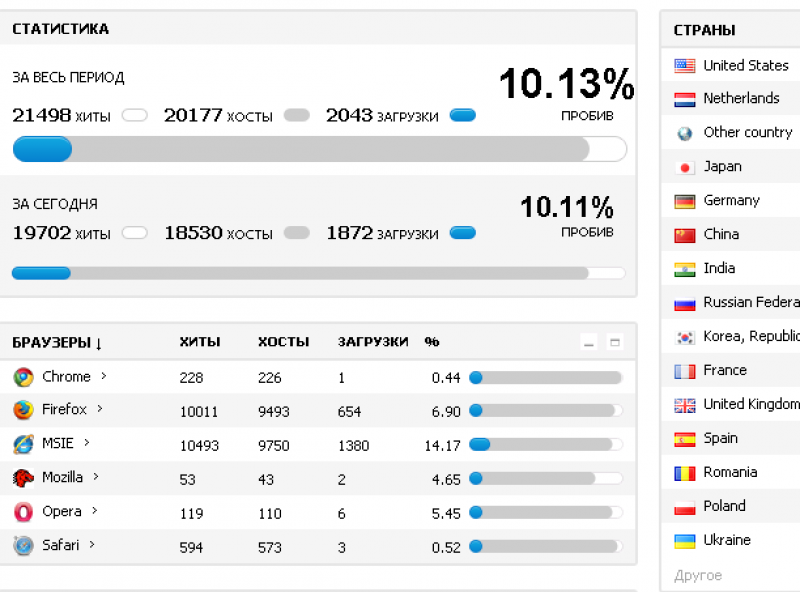 СТАТИСТИКА
ЗА ВЕСЬ ПЕРИОД
10.13%
ПРОБИВ
21498 ХИТЫ 20177 ХОСТЫ 2043 ЗАГРУЗКИ
ЗА СЕГОДНЯ
10.11%
ПРОБИВ
19702 ХИТЫ 18530 ХОСТЫ 1872 ЗАГРУЗКИ
БРАУЗЕРЫ ↓ ХИТЫ ХОСТЫ ЗАГРУЗКИ %
Chrome > 228 226 1 0.44
Firefox > 10011 9493 654 6.90
MSIE > 10493 9750 1380 14.17
Mozilla > 53 43 2 4.65
Opera > 119 110 6 5.45
Safari > 594 573 3 0.52
СТРАНЫ
United States
Netherlands
Other country
Japan
Germany
China
India
Russian Federa
Korea, Republic
France
United Kingdom
Spain
Romania
Poland
Ukraine
Другое